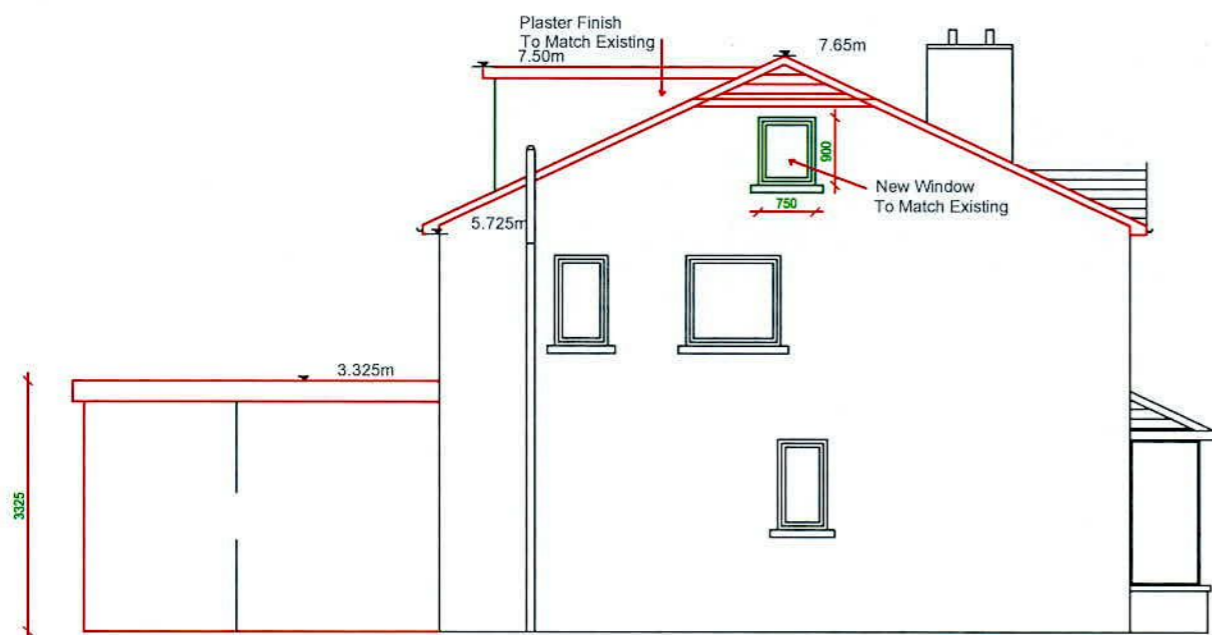 Plaster Finish
To Match Existing
7.50m
7.65m
900
New Window
To Match Existing
750
5.725m
3.325m
3325